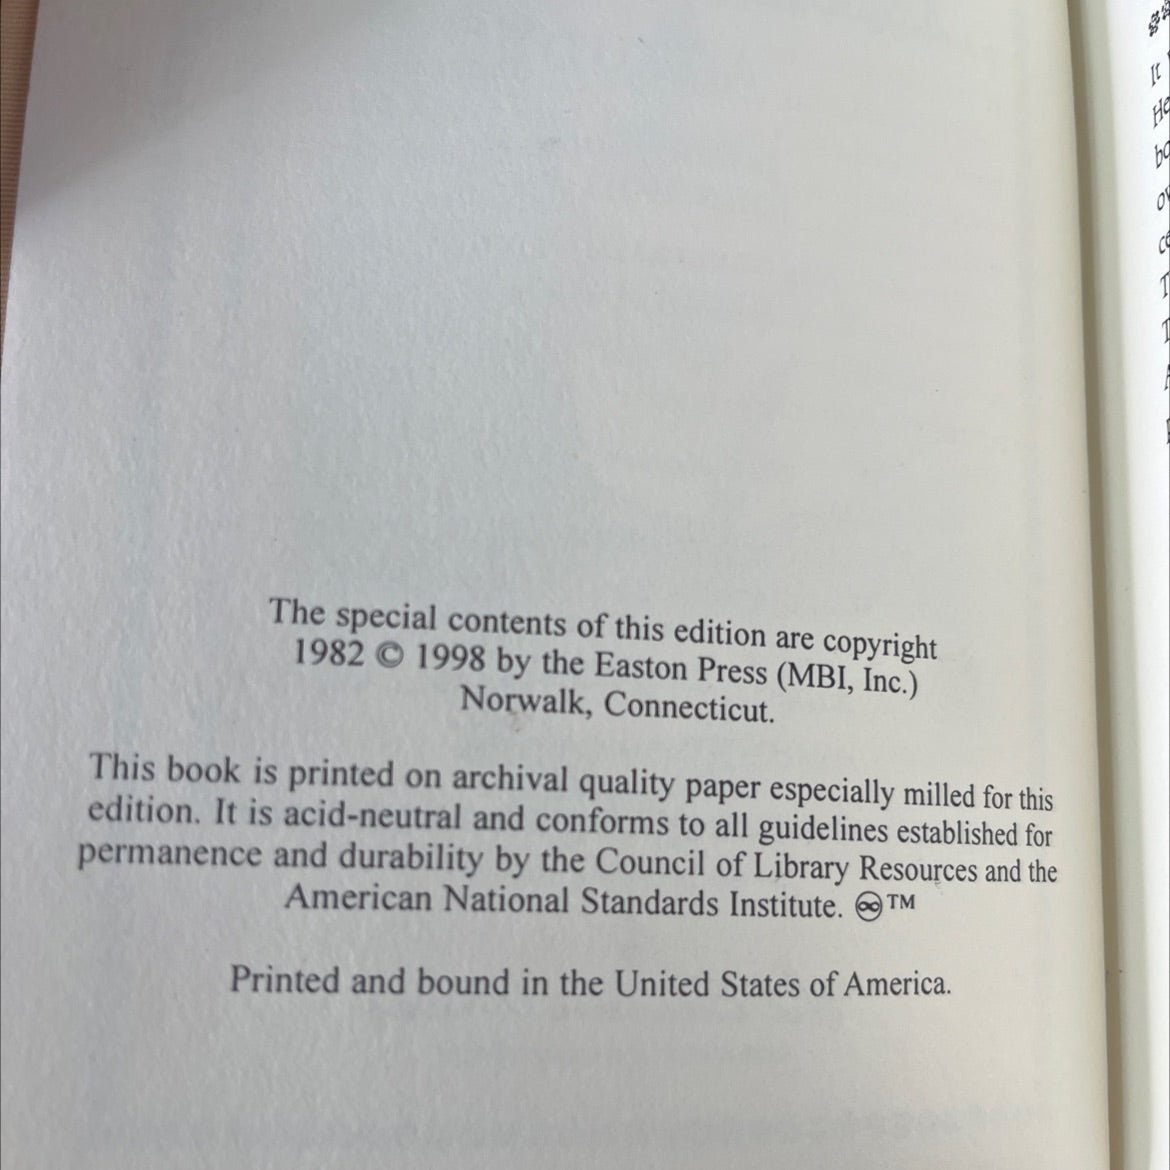 The special contents of this edition are copyright
1982 © 1998 by the Easton Press (MBI, Inc.)
Norwalk, Connecticut.
This book is printed on archival quality paper especially milled for this
edition. It is acid-neutral and conforms to all guidelines established for
permanence and durability by the Council of Library Resources and the
American National Standards Institute. ♾™
Printed and bound in the United States of America.
It